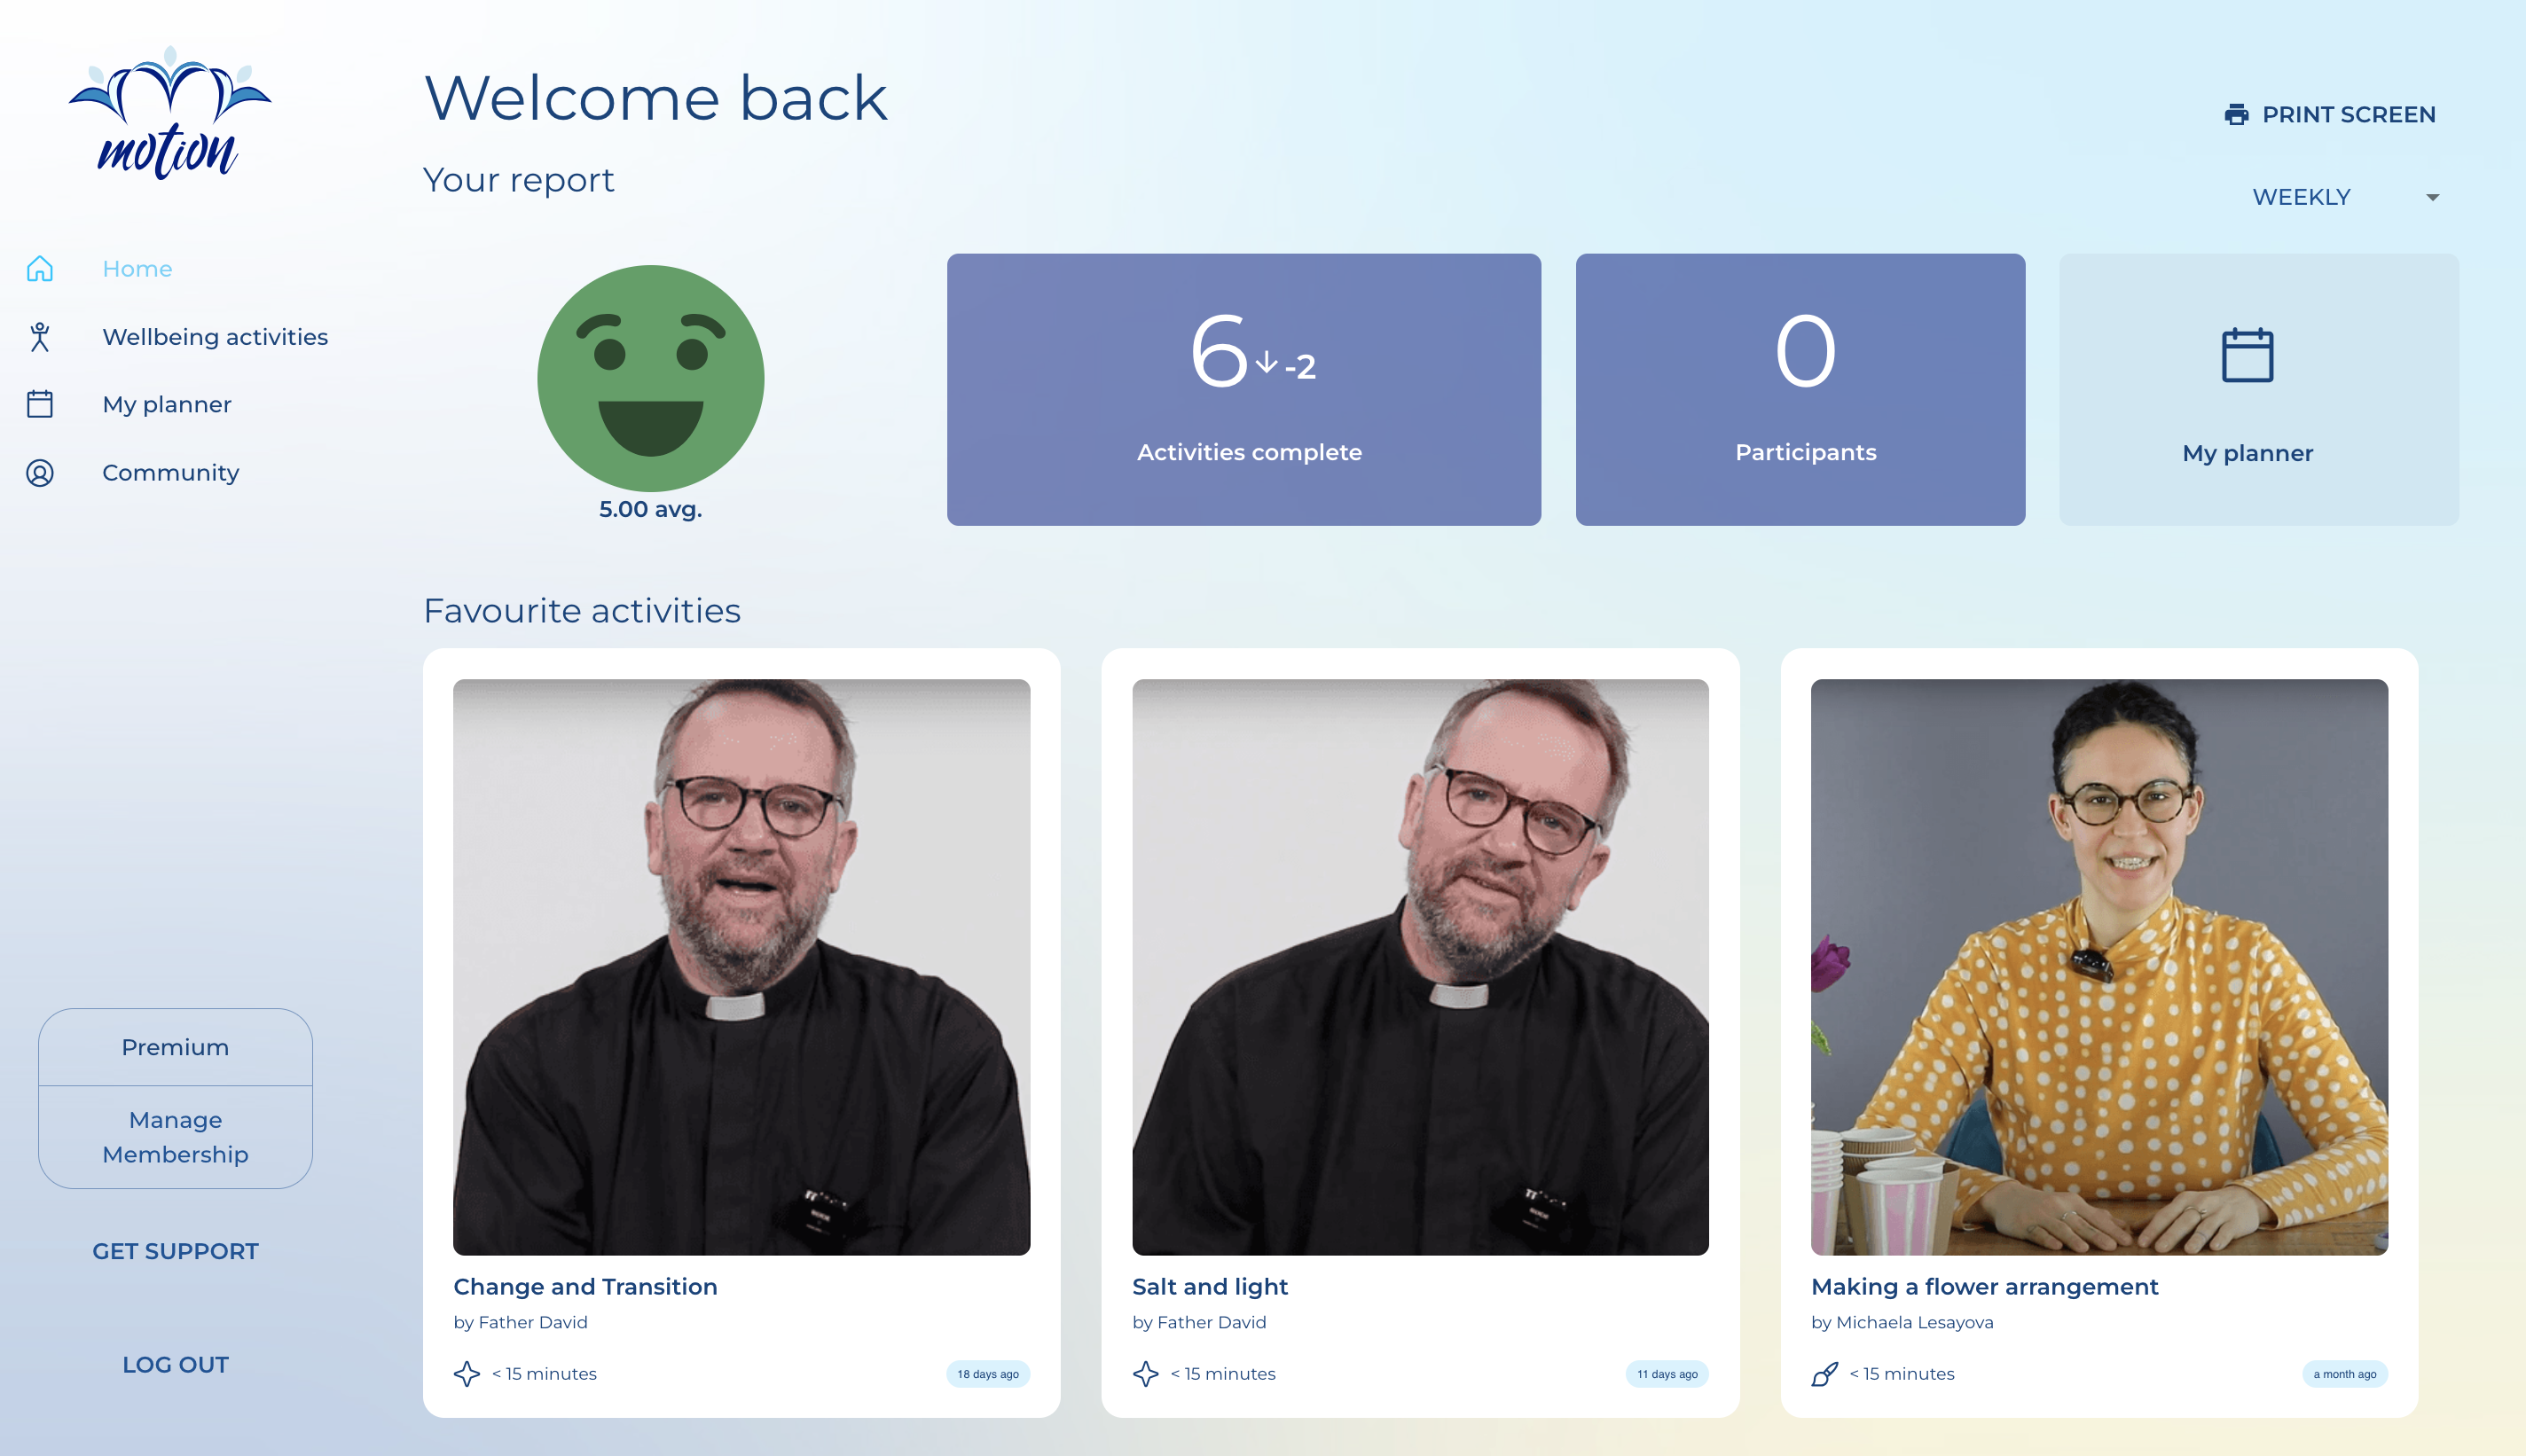 motion
Home
Wellbeing activities
My planner
Community
Premium
Manage
Membership
GET SUPPORT
LOG OUT
Welcome back
Your report
PRINT SCREEN
WEEKLY
5.00 avg.
6 ↓ -2
Activities complete
0
Participants
My planner
Favourite activities
Change and Transition
by Father David
< 15 minutes
18 days ago
Salt and light
by Father David
< 15 minutes
11 days ago
Making a flower arrangement
by Michaela Lesayova
< 15 minutes
a month ago